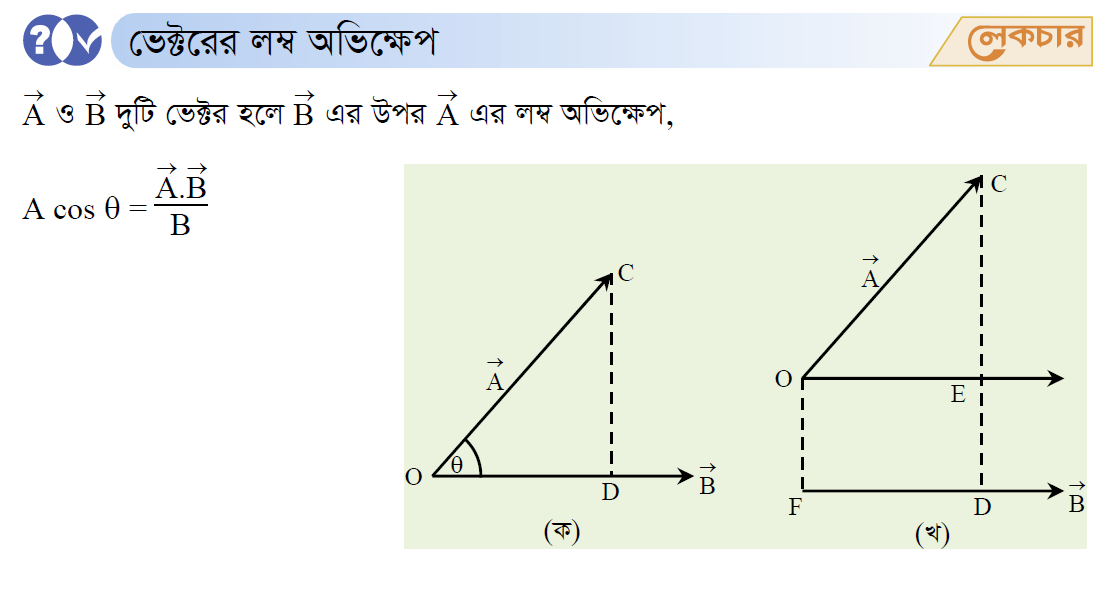 ?
ভেক্টরের লম্ব অভিক্ষেপ
লেকচার
A⃗ ও B⃗ দুটি ভেক্টর হলে B⃗ এর উপর A⃗ এর লম্ব অভিক্ষেপ,
A cos θ = A⃗.B⃗ / B
C
A⃗
O
θ
D
B⃗
(ক)
C
A⃗
O
E
F
D
B⃗
(খ)